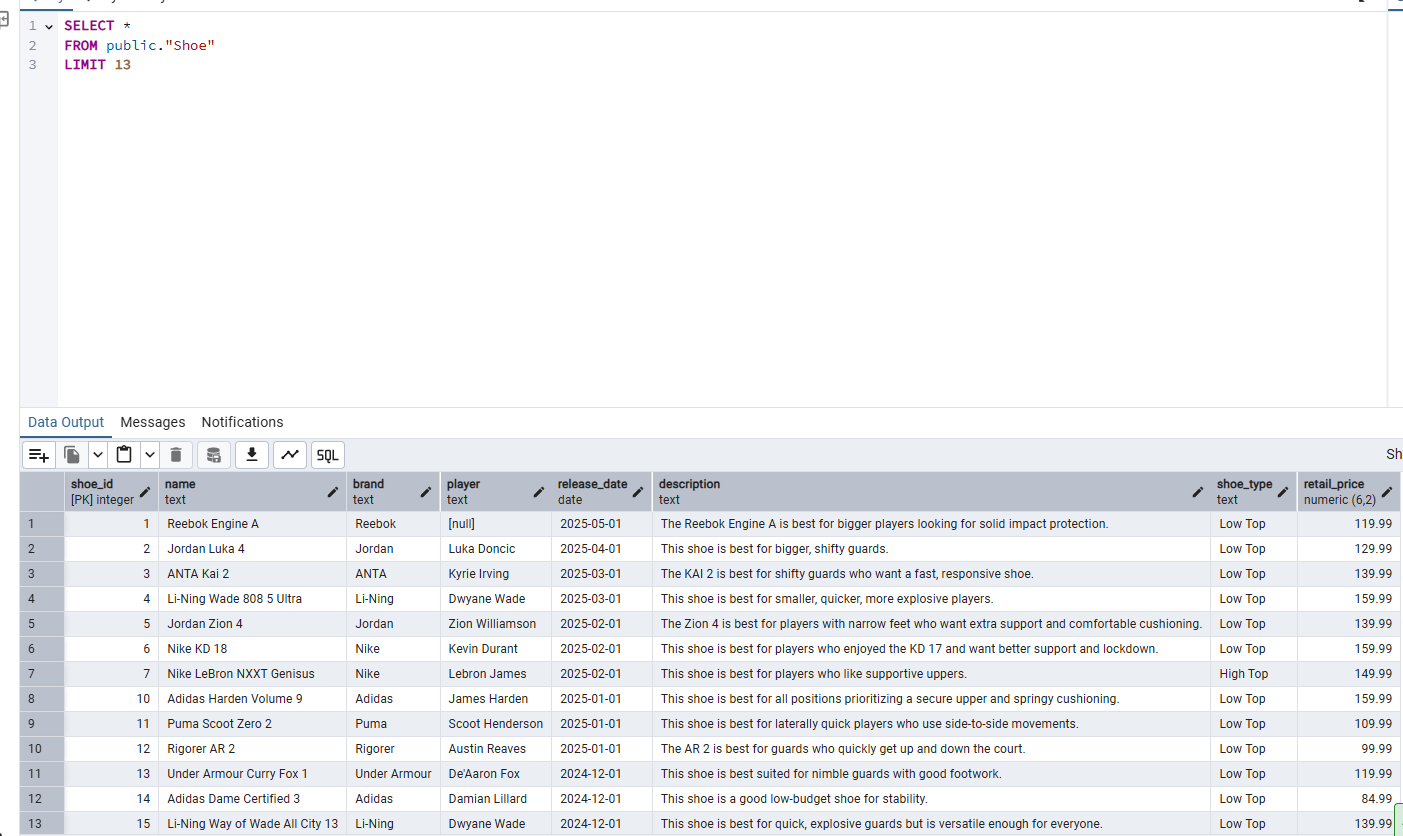 1 SELECT *
2 FROM public."Shoe"
3 LIMIT 13
Data Output Messages Notifications
SQL
Sh
shoe_id name brand player release_date description shoe_type retail_price
[PK] integer text text text date text text numeric (6,2)
1 1 Reebok Engine A Reebok [null] 2025-05-01 The Reebok Engine A is best for bigger players looking for solid impact protection. Low Top 119.99
2 2 Jordan Luka 4 Jordan Luka Doncic 2025-04-01 This shoe is best for bigger, shifty guards. Low Top 129.99
3 3 ANTA Kai 2 ANTA Kyrie Irving 2025-03-01 The KAI 2 is best for shifty guards who want a fast, responsive shoe. Low Top 139.99
4 4 Li-Ning Wade 808 5 Ultra Li-Ning Dwyane Wade 2025-03-01 This shoe is best for smaller, quicker, more explosive players. Low Top 159.99
5 5 Jordan Zion 4 Jordan Zion Williamson 2025-02-01 The Zion 4 is best for players with narrow feet who want extra support and comfortable cushioning. Low Top 139.99
6 6 Nike KD 18 Nike Kevin Durant 2025-02-01 This shoe is best for players who enjoyed the KD 17 and want better support and lockdown. Low Top 159.99
7 7 Nike LeBron NXXT Genisus Nike Lebron James 2025-02-01 This shoe is best for players who like supportive uppers. High Top 149.99
8 10 Adidas Harden Volume 9 Adidas James Harden 2025-01-01 This shoe is best for all positions prioritizing a secure upper and springy cushioning. Low Top 159.99
9 11 Puma Scoot Zero 2 Puma Scoot Henderson 2025-01-01 This shoe is best for laterally quick players who use side-to-side movements. Low Top 109.99
10 12 Rigorer AR 2 Rigorer Austin Reaves 2025-01-01 The AR 2 is best for guards who quickly get up and down the court. Low Top 99.99
11 13 Under Armour Curry Fox 1 Under Armour De'Aaron Fox 2024-12-01 This shoe is best suited for nimble guards with good footwork. Low Top 119.99
12 14 Adidas Dame Certified 3 Adidas Damian Lillard 2024-12-01 This shoe is a good low-budget shoe for stability. Low Top 84.99
13 15 Li-Ning Way of Wade All City 13 Li-Ning Dwyane Wade 2024-12-01 This shoe is best for quick, explosive guards but is versatile enough for everyone. Low Top 139.99